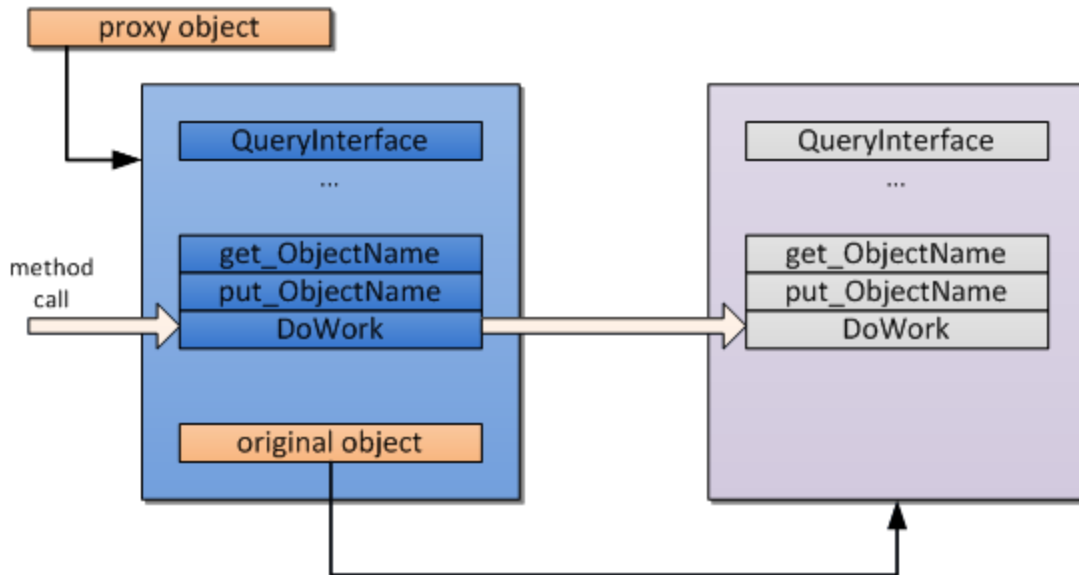 proxy object
QueryInterface
...
get_ObjectName
put_ObjectName
DoWork
original object
method
call
QueryInterface
...
get_ObjectName
put_ObjectName
DoWork